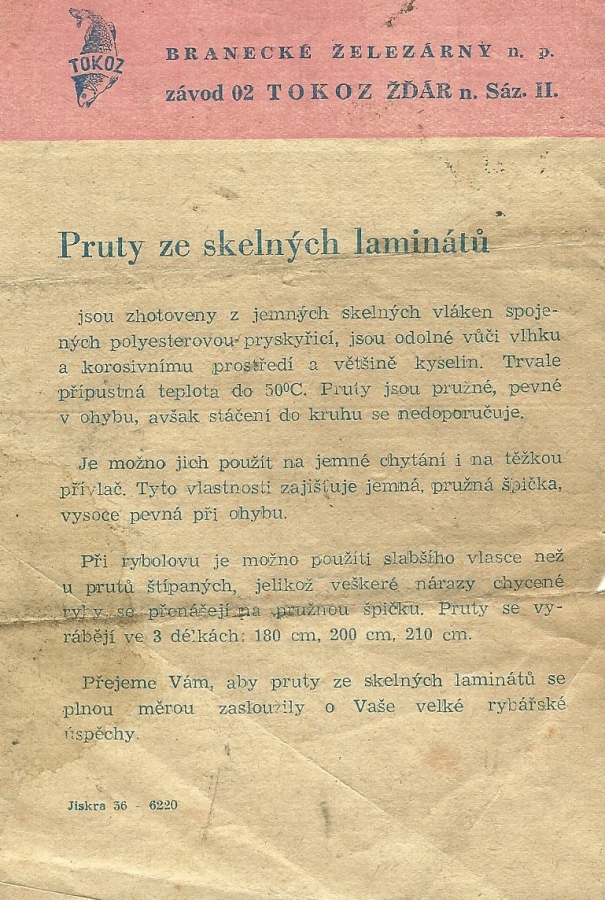 TOKOZ
BRANECKÉ ŽELEZÁRNY n. p.
závod 02 TOKOZ ŽĎÁR n. Sáz. II.
Pruty ze skelných laminátů
jsou zhotoveny z jemných skelných vláken spoje-
ných polyesterovou pryskyřicí, jsou odolné vůči vlhku
a korosivnímu prostředí a většině kyselin. Trvale
přípustná teplota do 50°C. Pruty jsou pružné, pevné
v ohybu, avšak stáčení do kruhu se nedoporučuje.
Je možno jich použít na jemné chytání i na těžkou
přívlač. Tyto vlastnosti zajišťuje jemná, pružná špička,
vysoce pevná při ohybu.
Při rybolovu je možno použíti slabšího vlasce než
u prutů štípaných, jelikož veškeré nárazy chycené
ryby se přenášejí na pružnou špičku. Pruty se vy-
rábějí ve 3 délkách: 180 cm, 200 cm, 210 cm.
Přejeme Vám, aby pruty ze skelných laminátů se
plnou měrou zasloužily o Vaše velké rybářské
úspěchy.
Jiskra 36 - 6220